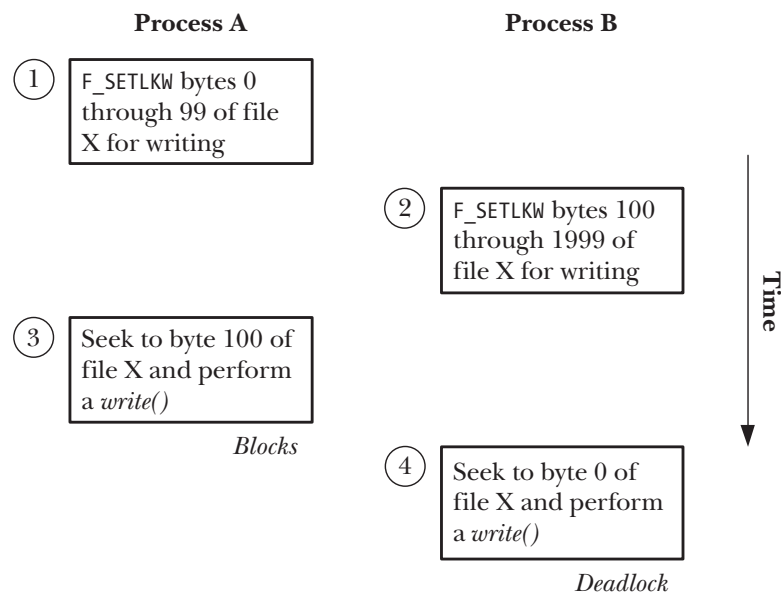 Process A
Process B
1
F_SETLKW bytes 0
through 99 of file
X for writing
2
F_SETLKW bytes 100
through 1999 of
file X for writing
3
Seek to byte 100 of
file X and perform
a write()
Blocks
4
Seek to byte 0 of
file X and perform
a write()
Deadlock
Time